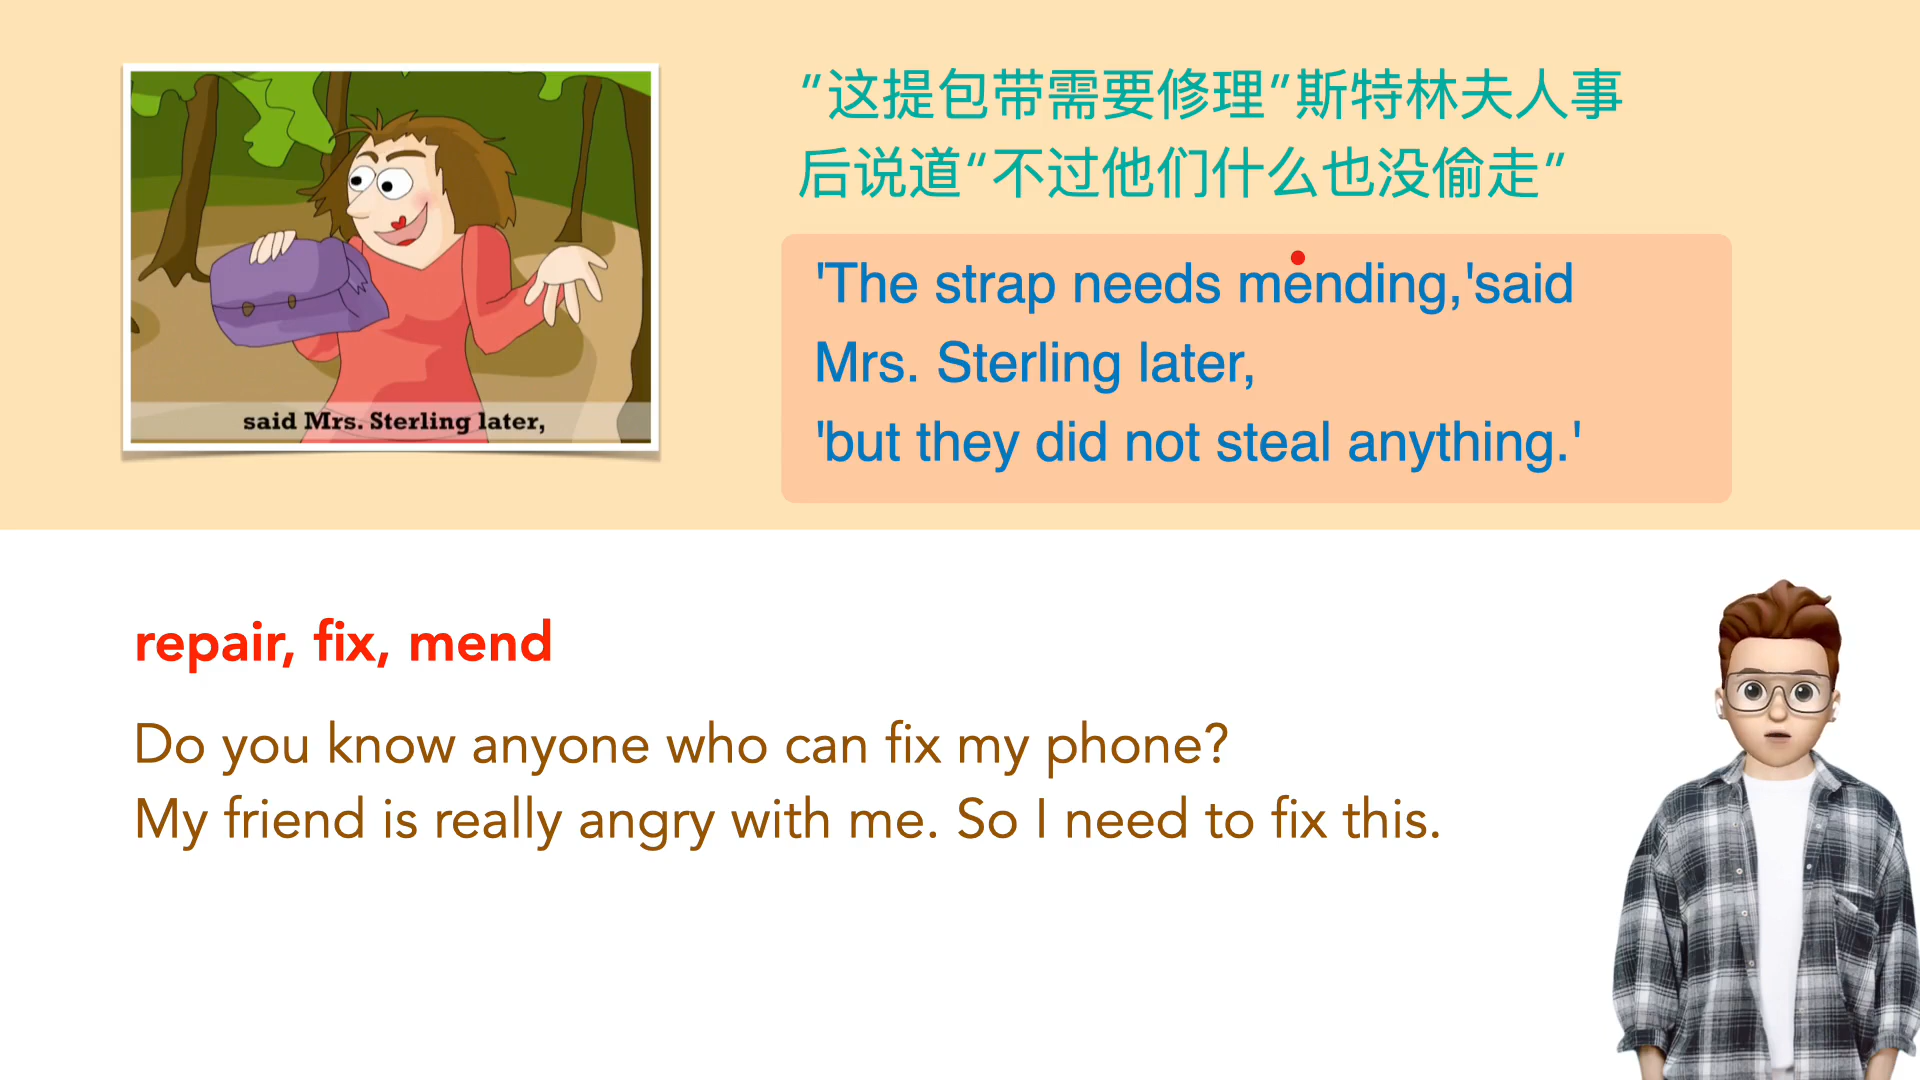 said Mrs. Sterling later,
”这提包带需要修理”斯特林夫人事
后说道“不过他们什么也没偷走”
'The strap needs mending,'said
Mrs. Sterling later,
'but they did not steal anything.'
repair, fix, mend
Do you know anyone who can fix my phone?
My friend is really angry with me. So I need to fix this.